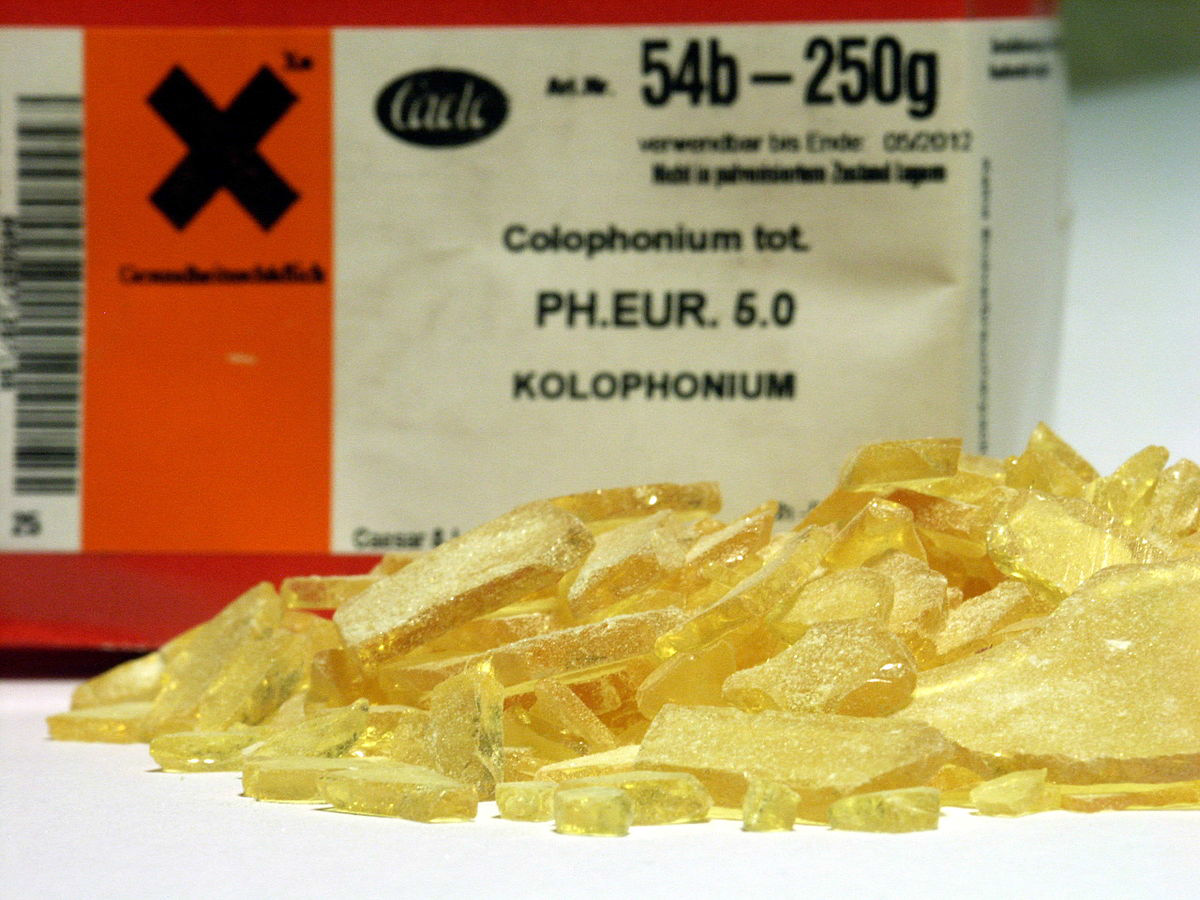 Xn
Gesundheitsschädlich
25
Caelo
Art. Nr. 54b – 250g
verwendbar bis Ende: 05/2012
Nicht in pulverisiertem Zustand lagern
Colophonium tot.
PH.EUR. 5.0
KOLOPHONIUM
Caesar &